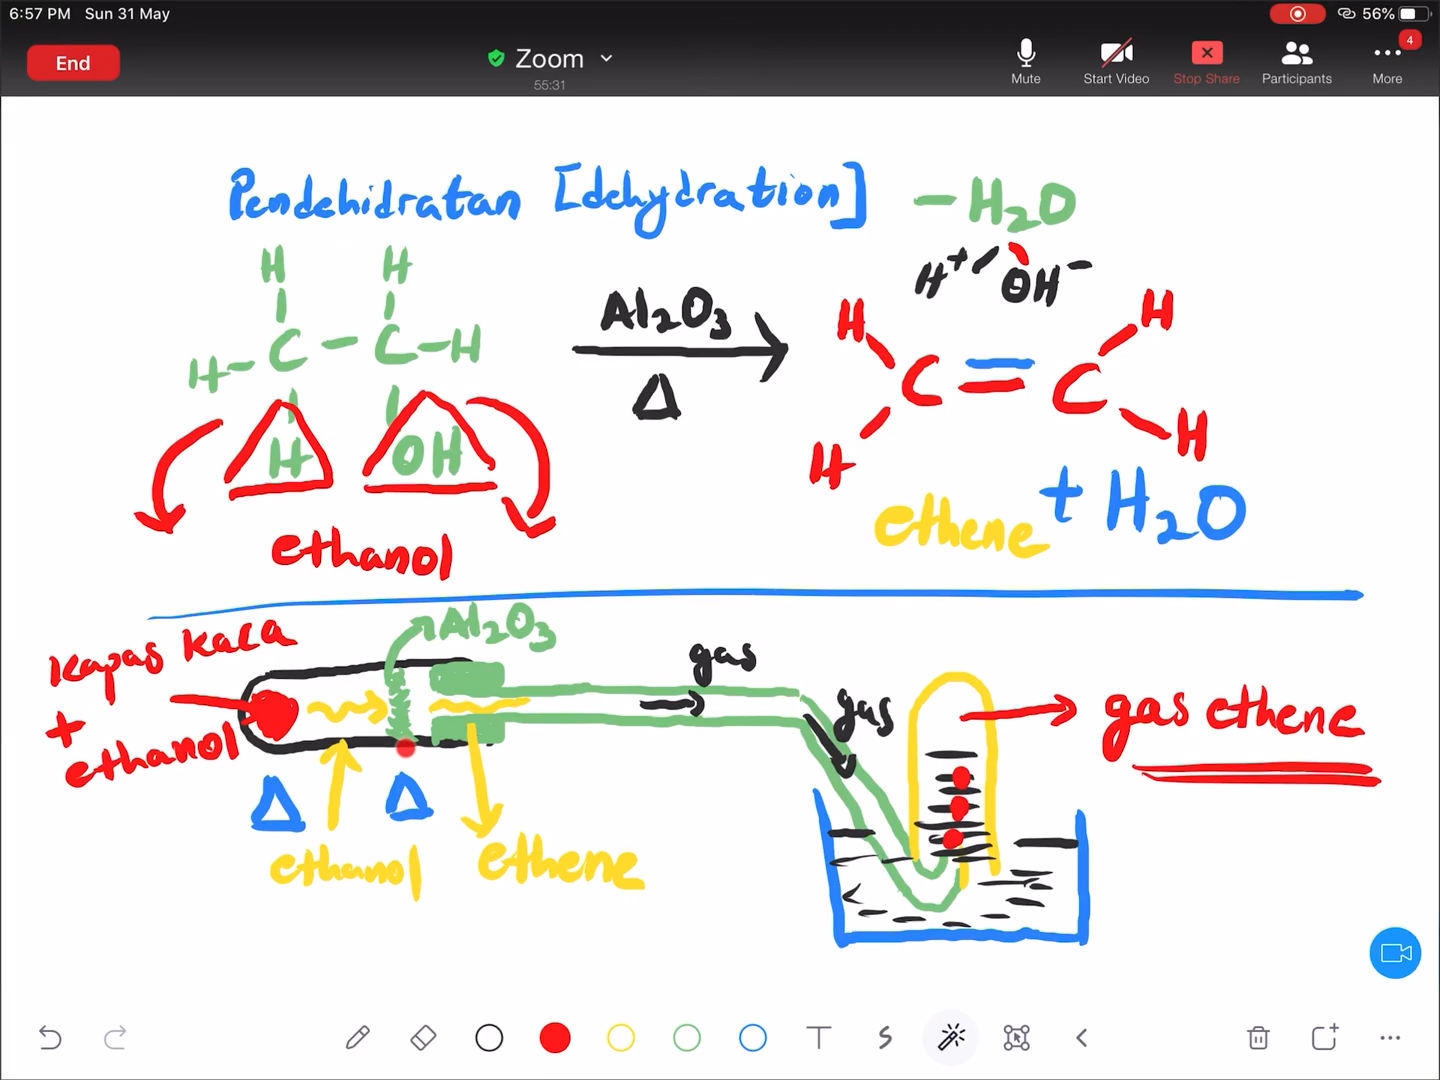 6:57 PM Sun 31 May
56%
End
Zoom
55:31
Mute
Start Video
Stop Share
Participants
4
More
Pendehidratan [dehydration] - H2O
H+ OH-
H H
H-C-C-H
H OH
ethanol
Al2O3
Δ
H H
C=C
H H
ethene + H2O
kapas kaca
+
ethanol
Al2O3
gas
gas
gas ethene
Δ Δ
ethanol
ethene
T